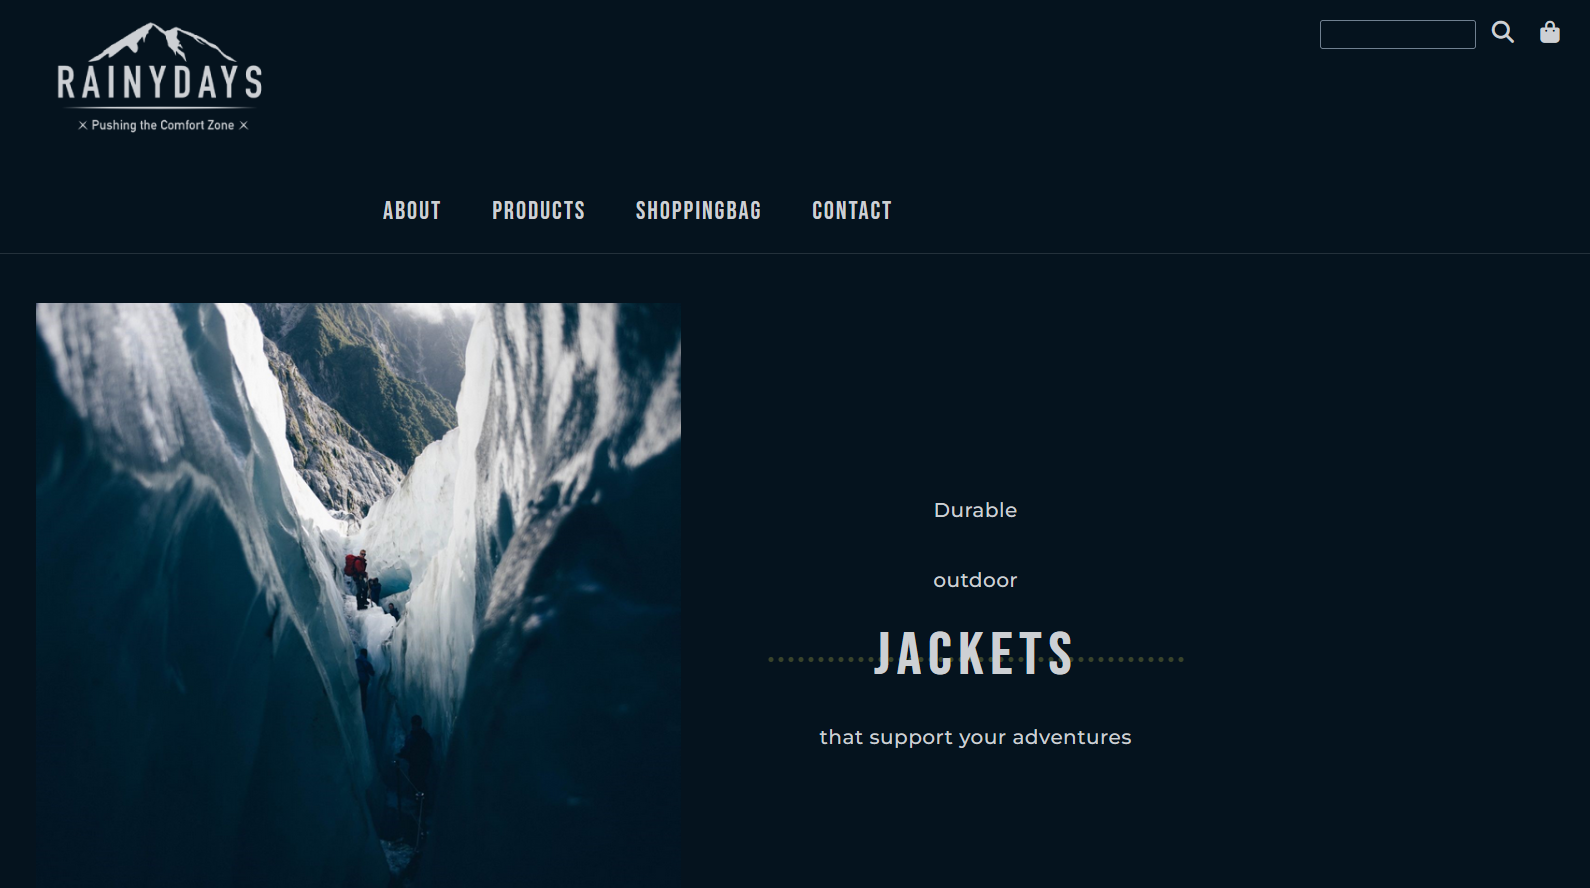 RAINYDAYS
× Pushing the Comfort Zone ×
ABOUT PRODUCTS SHOPPINGBAG CONTACT
Durable
outdoor
JACKETS
that support your adventures